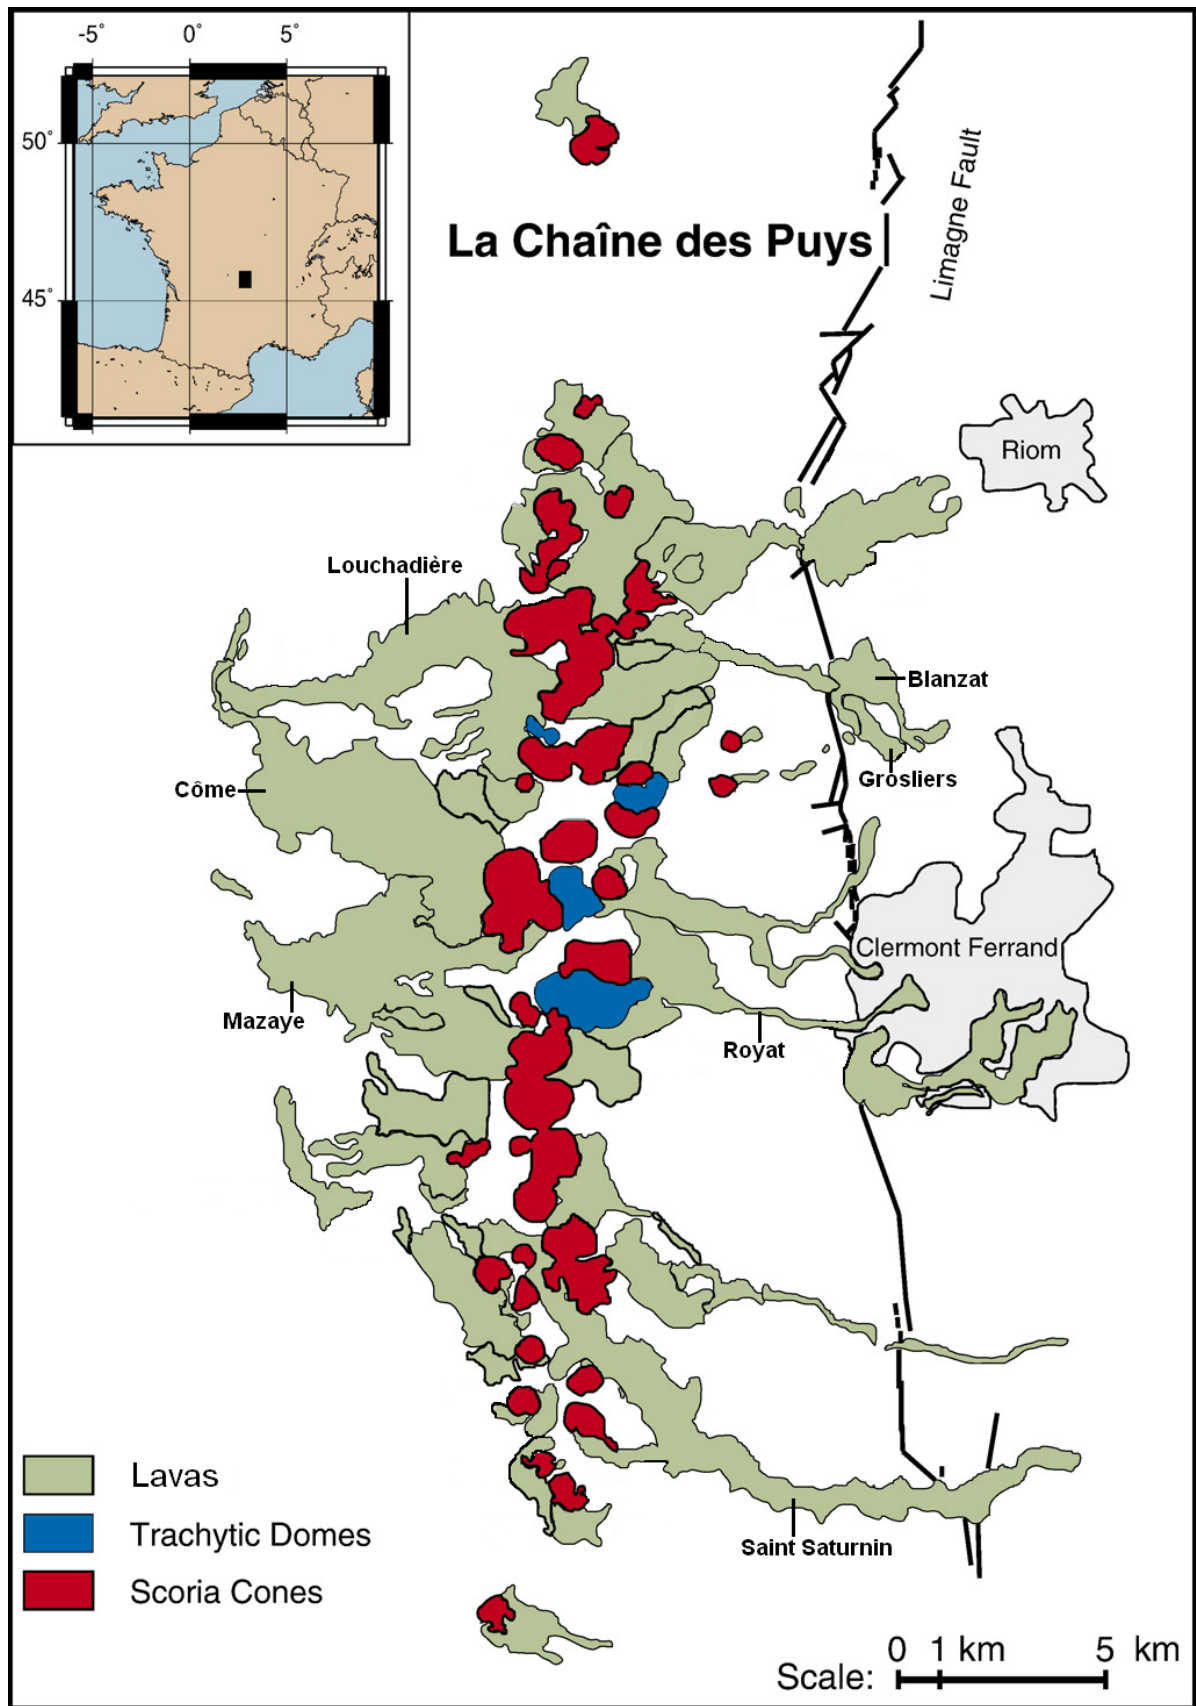 -5° 0° 5°
50°
45°
La Chaîne des Puys
Limagne Fault
Riom
Louchadière
Blanzat
Grosliers
Côme
Clermont Ferrand
Mazaye
Royat
Lavas
Trachytic Domes
Scoria Cones
Saint Saturnin
0 1 km 5 km
Scale: